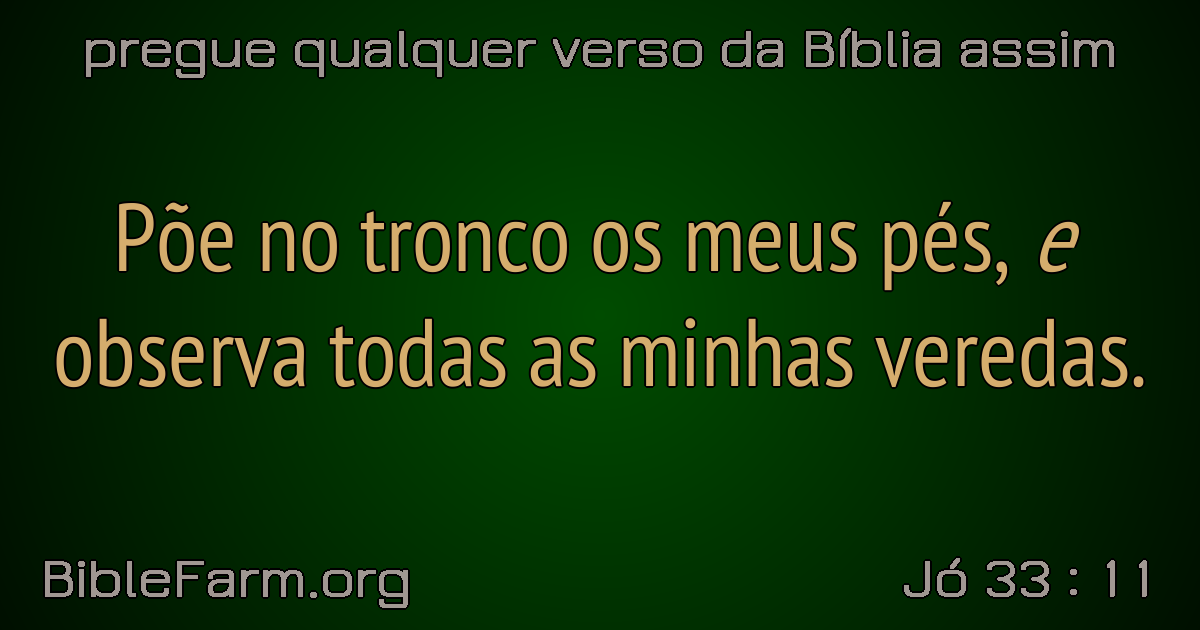 pregue qualquer verso da Bíblia assim
Põe no tronco os meus pés, e
observa todas as minhas veredas.
BibleFarm.org
Jó 33 : 11